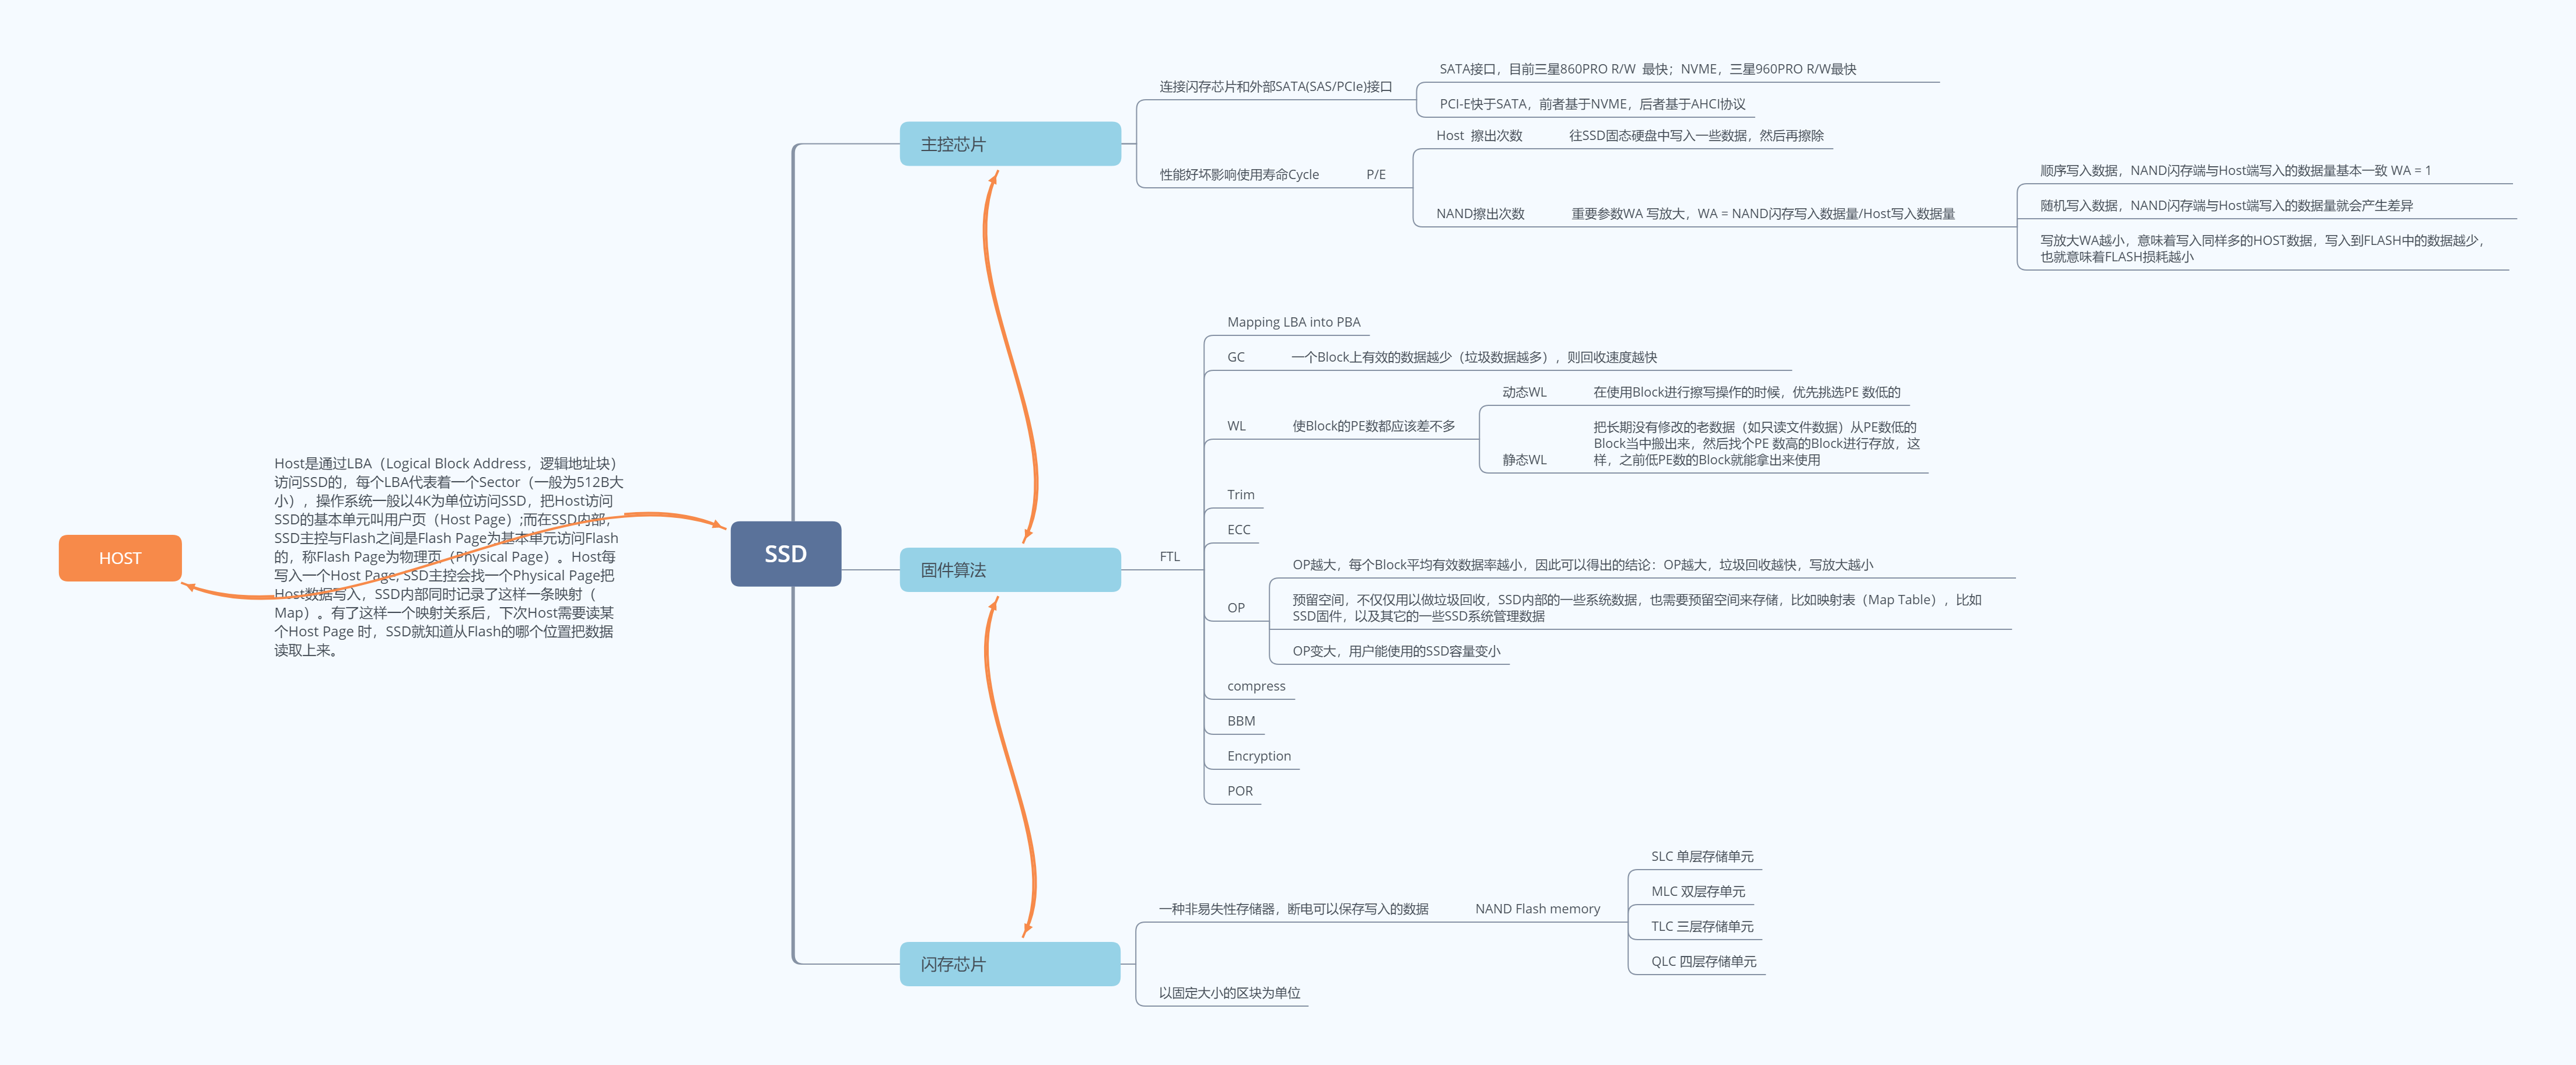 HOST
Host是通过LBA（Logical Block Address，逻辑地址块）
访问SSD的，每个LBA代表着一个Sector（一般为512B大
小），操作系统一般以4K为单位访问SSD，把Host访问
SSD的基本单元叫用户页（Host Page）;而在SSD内部，
SSD主控与Flash之间是Flash Page为基本单元访问Flash
的，称Flash Page为物理页（Physical Page）。Host每
写入一个Host Page, SSD主控会找一个Physical Page把
Host数据写入，SSD内部同时记录了这样一条映射（
Map）。有了这样一个映射关系后，下次Host需要读某
个Host Page 时，SSD就知道从Flash的哪个位置把数据
读取上来。
SSD
主控芯片
连接闪存芯片和外部SATA(SAS/PCIe)接口
SATA接口，目前三星860PRO R/W 最快；NVME，三星960PRO R/W最快
PCI-E快于SATA，前者基于NVME，后者基于AHCI协议
性能好坏影响使用寿命Cycle
P/E
Host 擦出次数
往SSD固态硬盘中写入一些数据，然后再擦除
NAND擦出次数
重要参数WA 写放大，WA = NAND闪存写入数据量/Host写入数据量
顺序写入数据，NAND闪存端与Host端写入的数据量基本一致 WA = 1
随机写入数据，NAND闪存端与Host端写入的数据量就会产生差异
写放大WA越小，意味着写入同样多的HOST数据，写入到FLASH中的数据越少，
也就意味着FLASH损耗越小
固件算法
FTL
Mapping LBA into PBA
GC
一个Block上有效的数据越少（垃圾数据越多），则回收速度越快
WL
使Block的PE数都应该差不多
动态WL
在使用Block进行擦写操作的时候，优先挑选PE 数低的
静态WL
把长期没有修改的老数据（如只读文件数据）从PE数低的
Block当中搬出来，然后找个PE 数高的Block进行存放，这
样，之前低PE数的Block就能拿出来使用
Trim
ECC
OP
OP越大，每个Block平均有效数据率越小，因此可以得出的结论：OP越大，垃圾回收越快，写放大越小
预留空间，不仅仅用以做垃圾回收，SSD内部的一些系统数据，也需要预留空间来存储，比如映射表（Map Table），比如
SSD固件，以及其它的一些SSD系统管理数据
OP变大，用户能使用的SSD容量变小
compress
BBM
Encryption
POR
闪存芯片
一种非易失性存储器，断电可以保存写入的数据
NAND Flash memory
SLC 单层存储单元
MLC 双层存单元
TLC 三层存储单元
QLC 四层存储单元
以固定大小的区块为单位